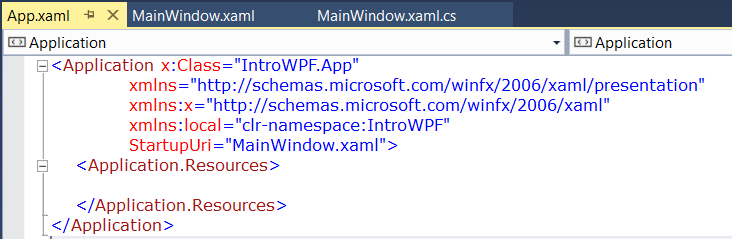 App.xaml MainWindow.xaml MainWindow.xaml.cs
Application Application
<Application x:Class="IntroWPF.App"
xmlns="http://schemas.microsoft.com/winfx/2006/xaml/presentation"
xmlns:x="http://schemas.microsoft.com/winfx/2006/xaml"
xmlns:local="clr-namespace:IntroWPF"
StartupUri="MainWindow.xaml">
<Application.Resources>
</Application.Resources>
</Application>